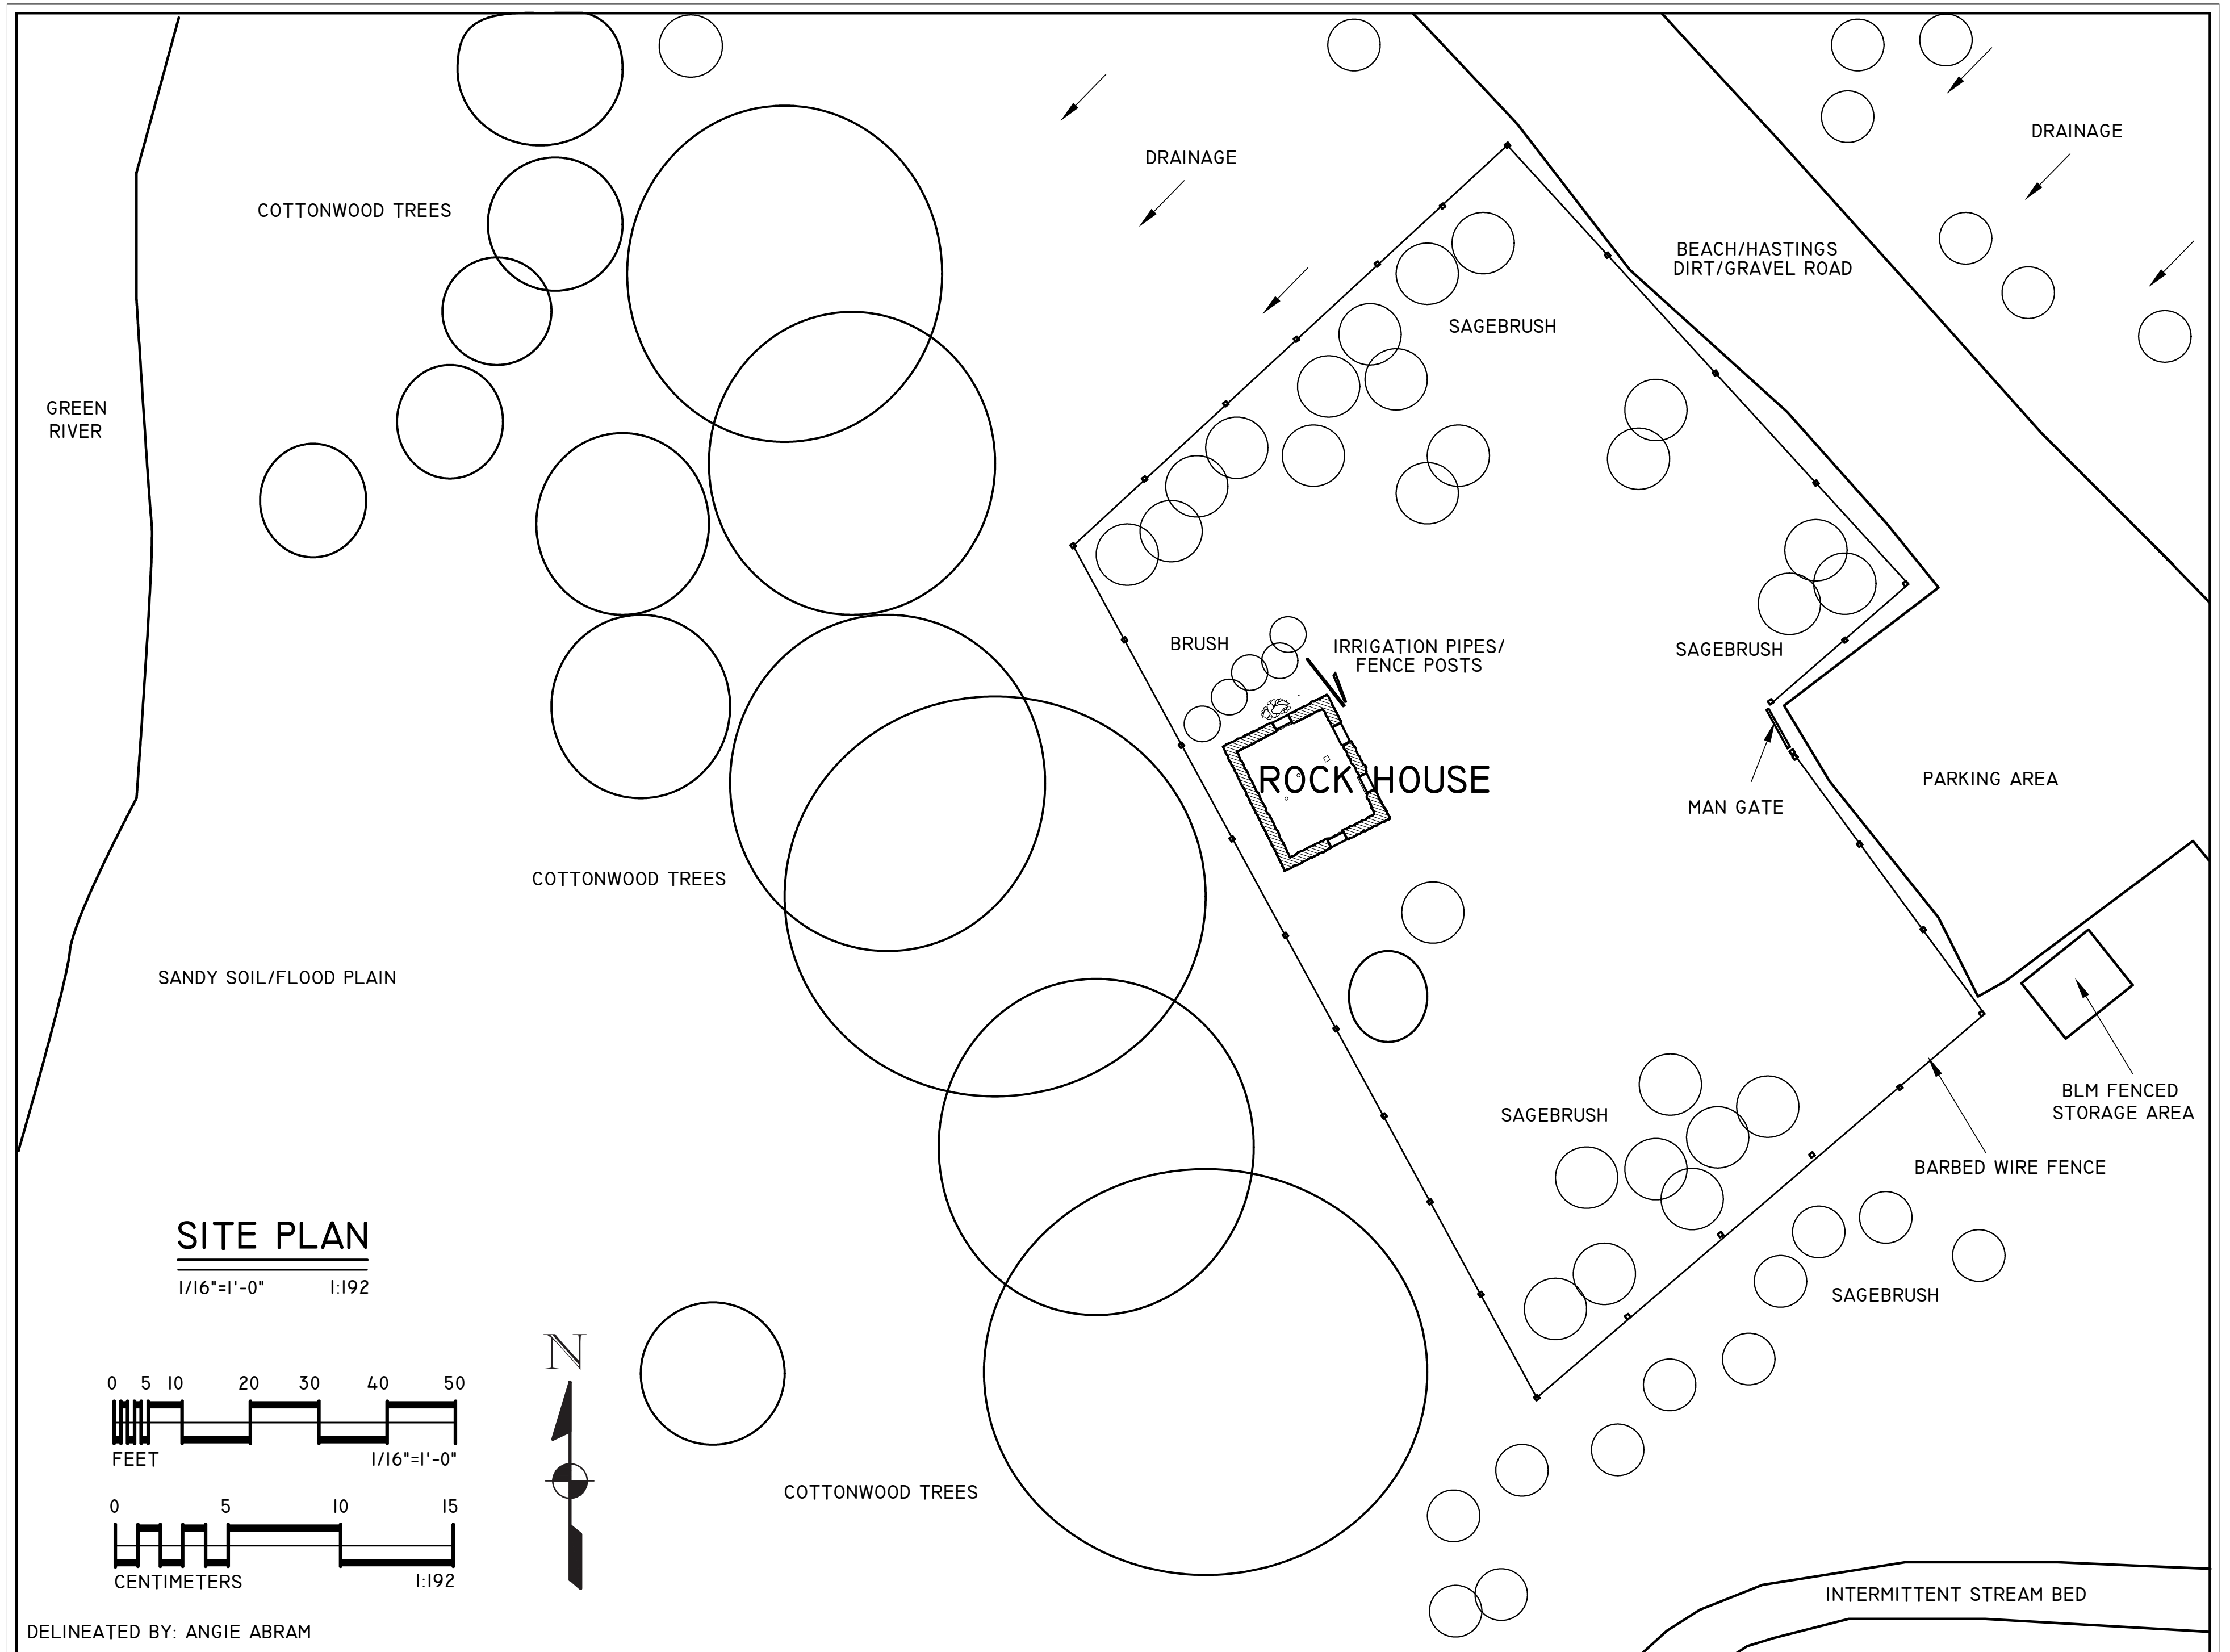 DRAINAGE
DRAINAGE
COTTONWOOD TREES
BEACH/HASTINGS
DIRT/GRAVEL ROAD
SAGEBRUSH
GREEN
RIVER
BRUSH
IRRIGATION PIPES/
FENCE POSTS
SAGEBRUSH
ROCK HOUSE
PARKING AREA
MAN GATE
COTTONWOOD TREES
SANDY SOIL/FLOOD PLAIN
BLM FENCED
STORAGE AREA
SAGEBRUSH
BARBED WIRE FENCE
SITE PLAN
1/16"=1'-0" 1:192
SAGEBRUSH
N
0 5 10 20 30 40 50
FEET 1/16"=1'-0"
COTTONWOOD TREES
0 5 10 15
CENTIMETERS 1:192
INTERMITTENT STREAM BED
DELINEATED BY: ANGIE ABRAM